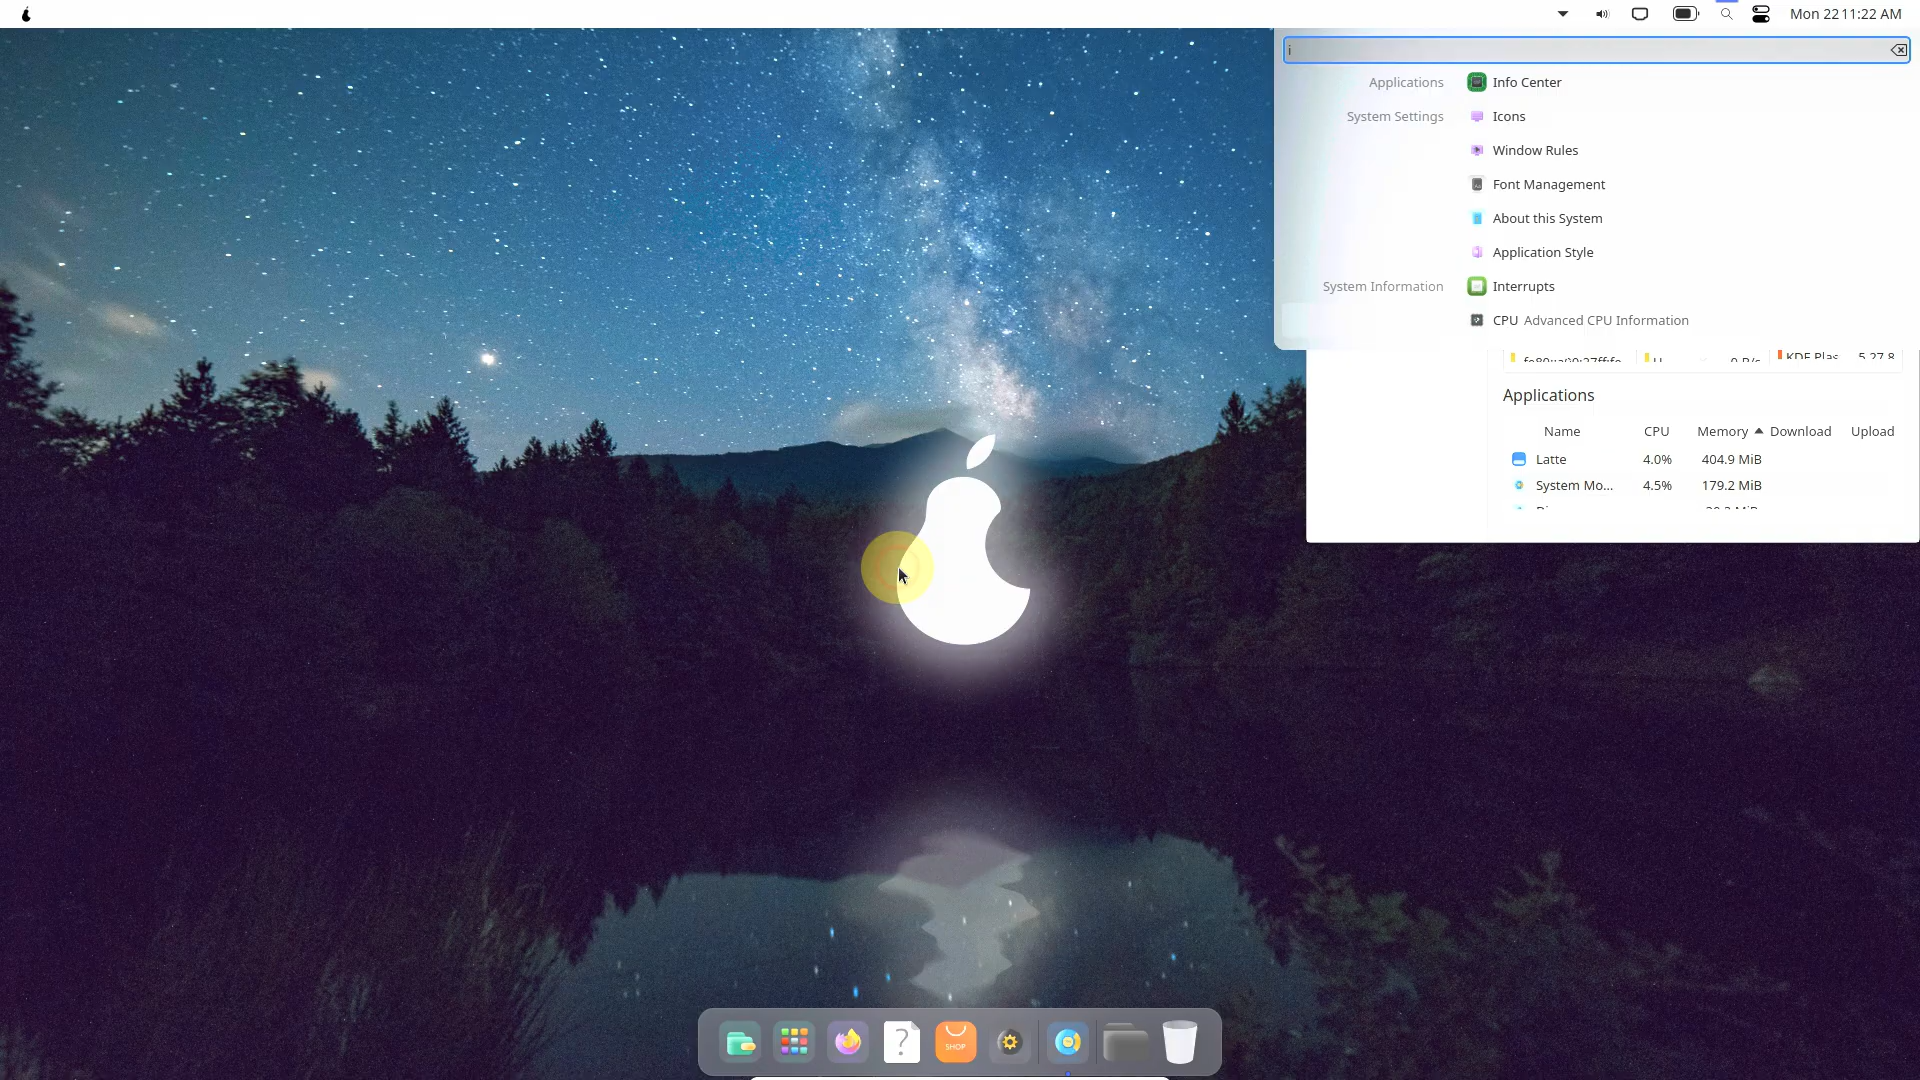 Mon 22 11:22 AM
i
Applications Info Center
System Settings Icons
Window Rules
Font Management
About this System
Application Style
System Information Interrupts
CPU Advanced CPU Information
KDE Plas 5.27.8
Applications
Name CPU Memory Download Upload
Latte 4.0% 404.9 MiB
System Mo... 4.5% 179.2 MiB
?
SHOP